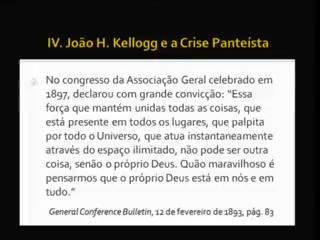 IV. João H. Kellogg e a Crise Panteísta
No congresso da Associação Geral celebrado em
1897, declarou com grande convicção: “Essa
força que mantém unidas todas as coisas, que
está presente em todos os lugares, que palpita
por todo o Universo, que atua instantaneamente
através do espaço ilimitado, não pode ser outra
coisa, senão o próprio Deus. Quão maravilhoso é
pensarmos que o próprio Deus está em nós e em
tudo.”
General Conference Bulletin, 12 de fevereiro de 1893, pág. 83